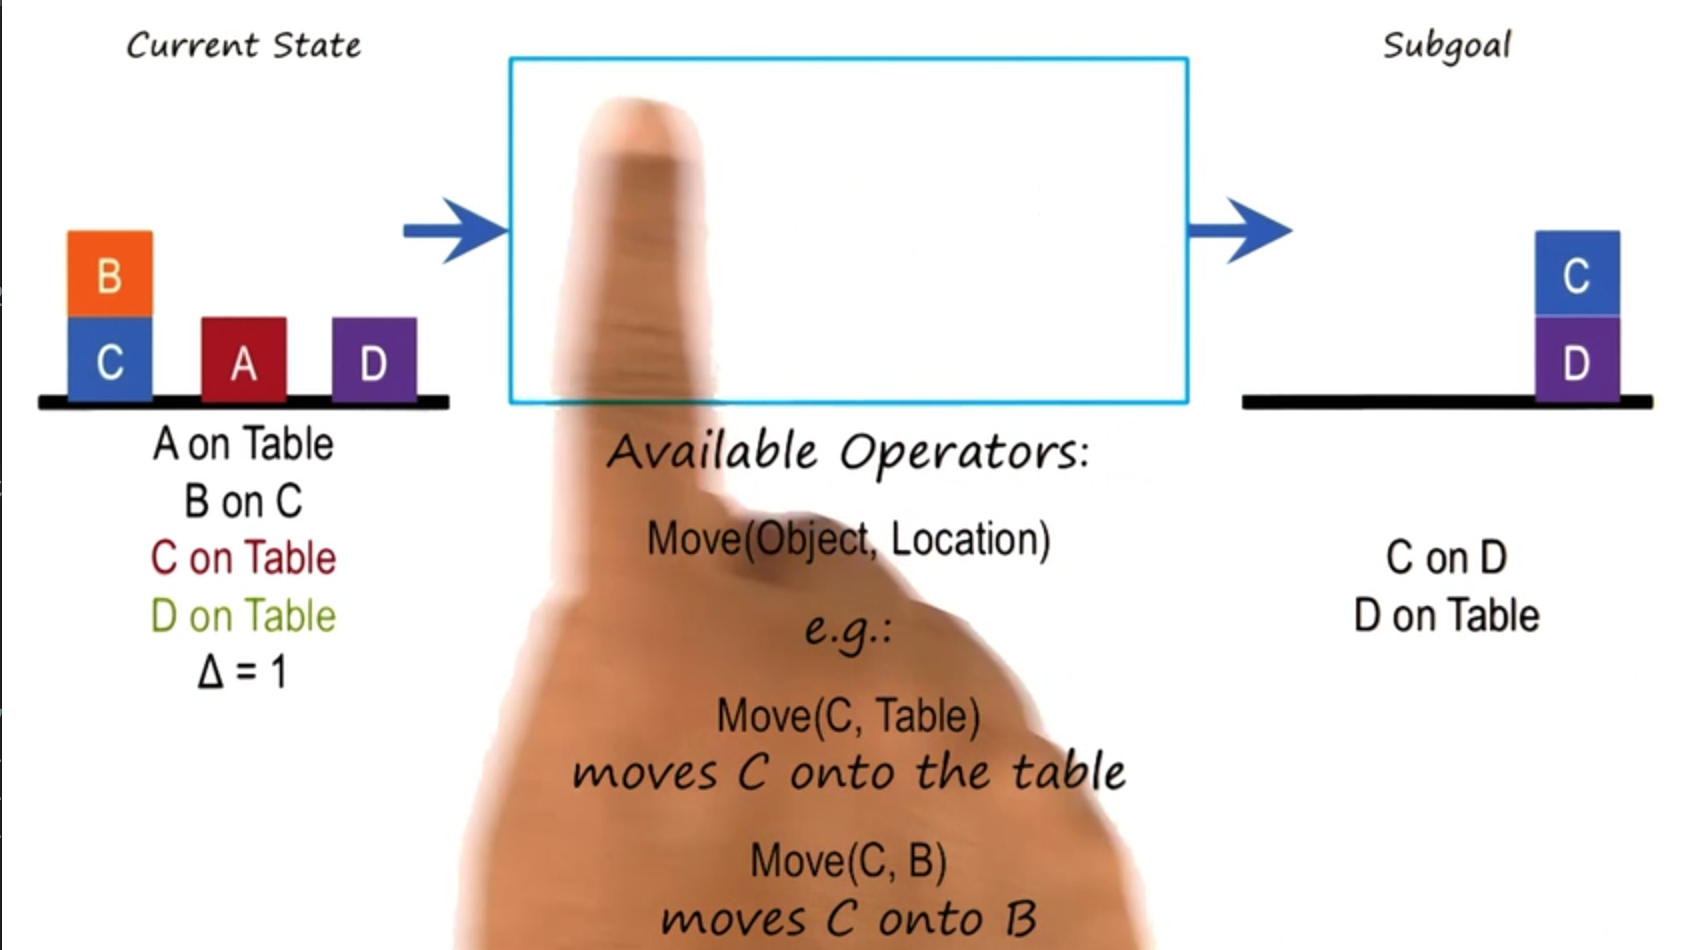 Current State
Subgoal
B
C
A
D
C
D
A on Table
B on C
C on Table
D on Table
Δ = 1
Available Operators:
Move(Object, Location)
e.g.:
Move(C, Table)
moves C onto the table
Move(C, B)
moves C onto B
C on D
D on Table